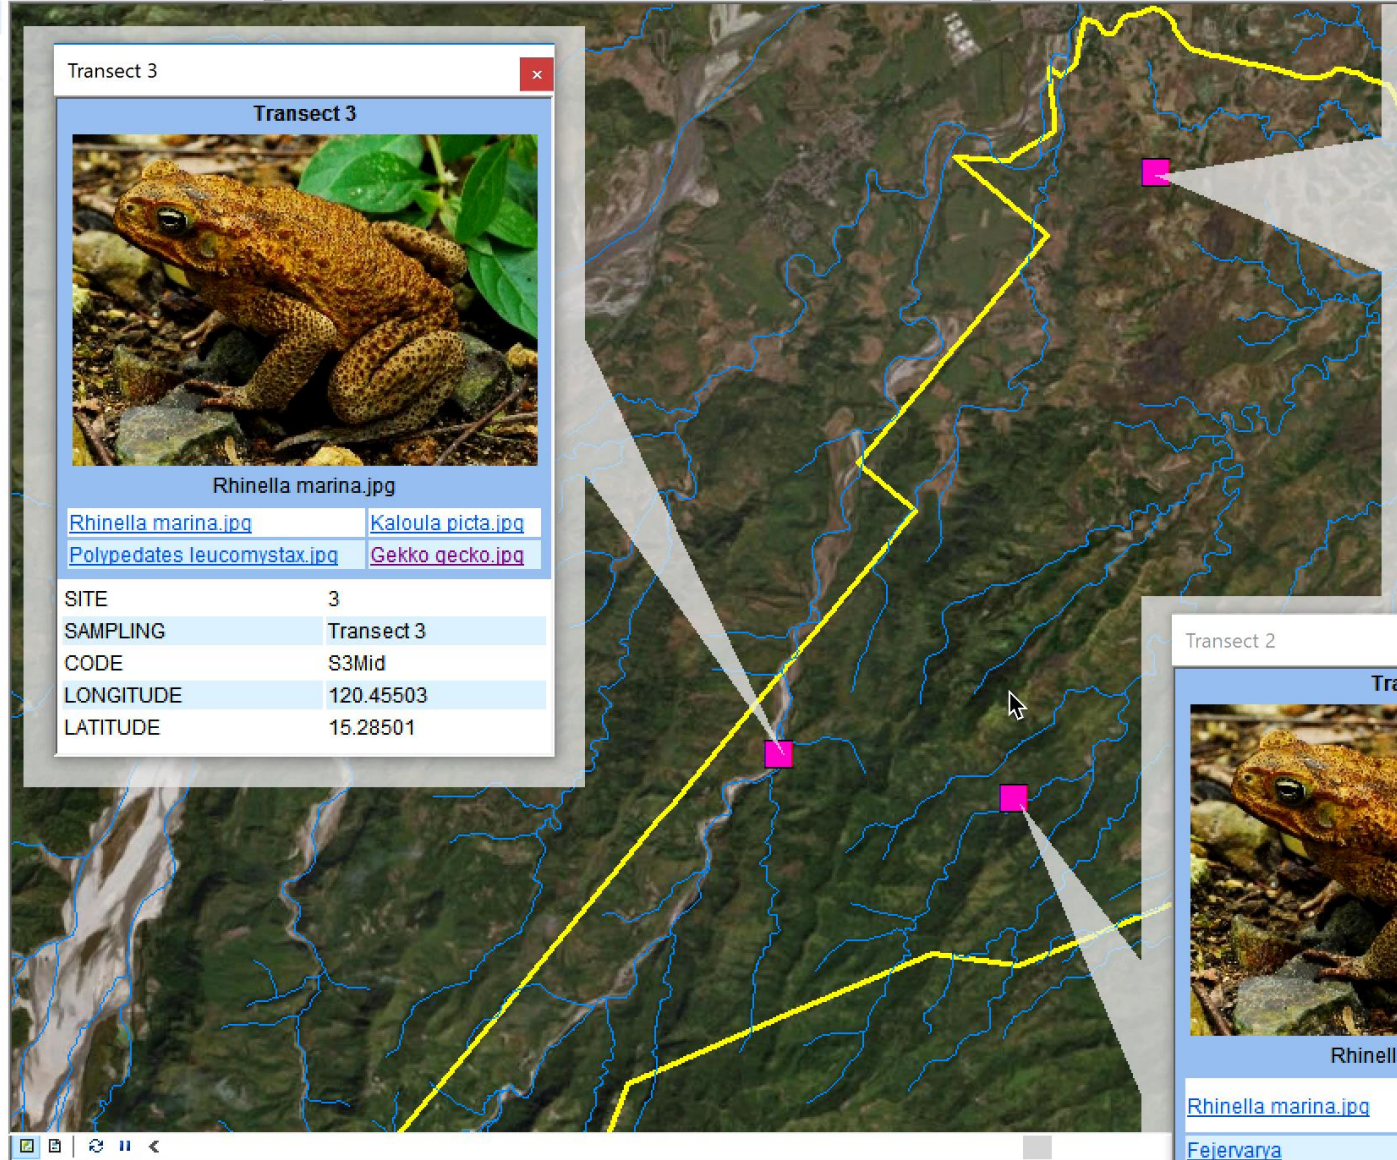 Transect 3
Transect 3
Rhinella marina.jpg
Rhinella marina.jpg Kaloula picta.jpg
Polypedates leucomystax.jpg Gekko gecko.jpg
SITE 3
SAMPLING Transect 3
CODE S3Mid
LONGITUDE 120.45503
LATITUDE 15.28501
Transect 2
Rhinella marina.jpg
Fejervarya